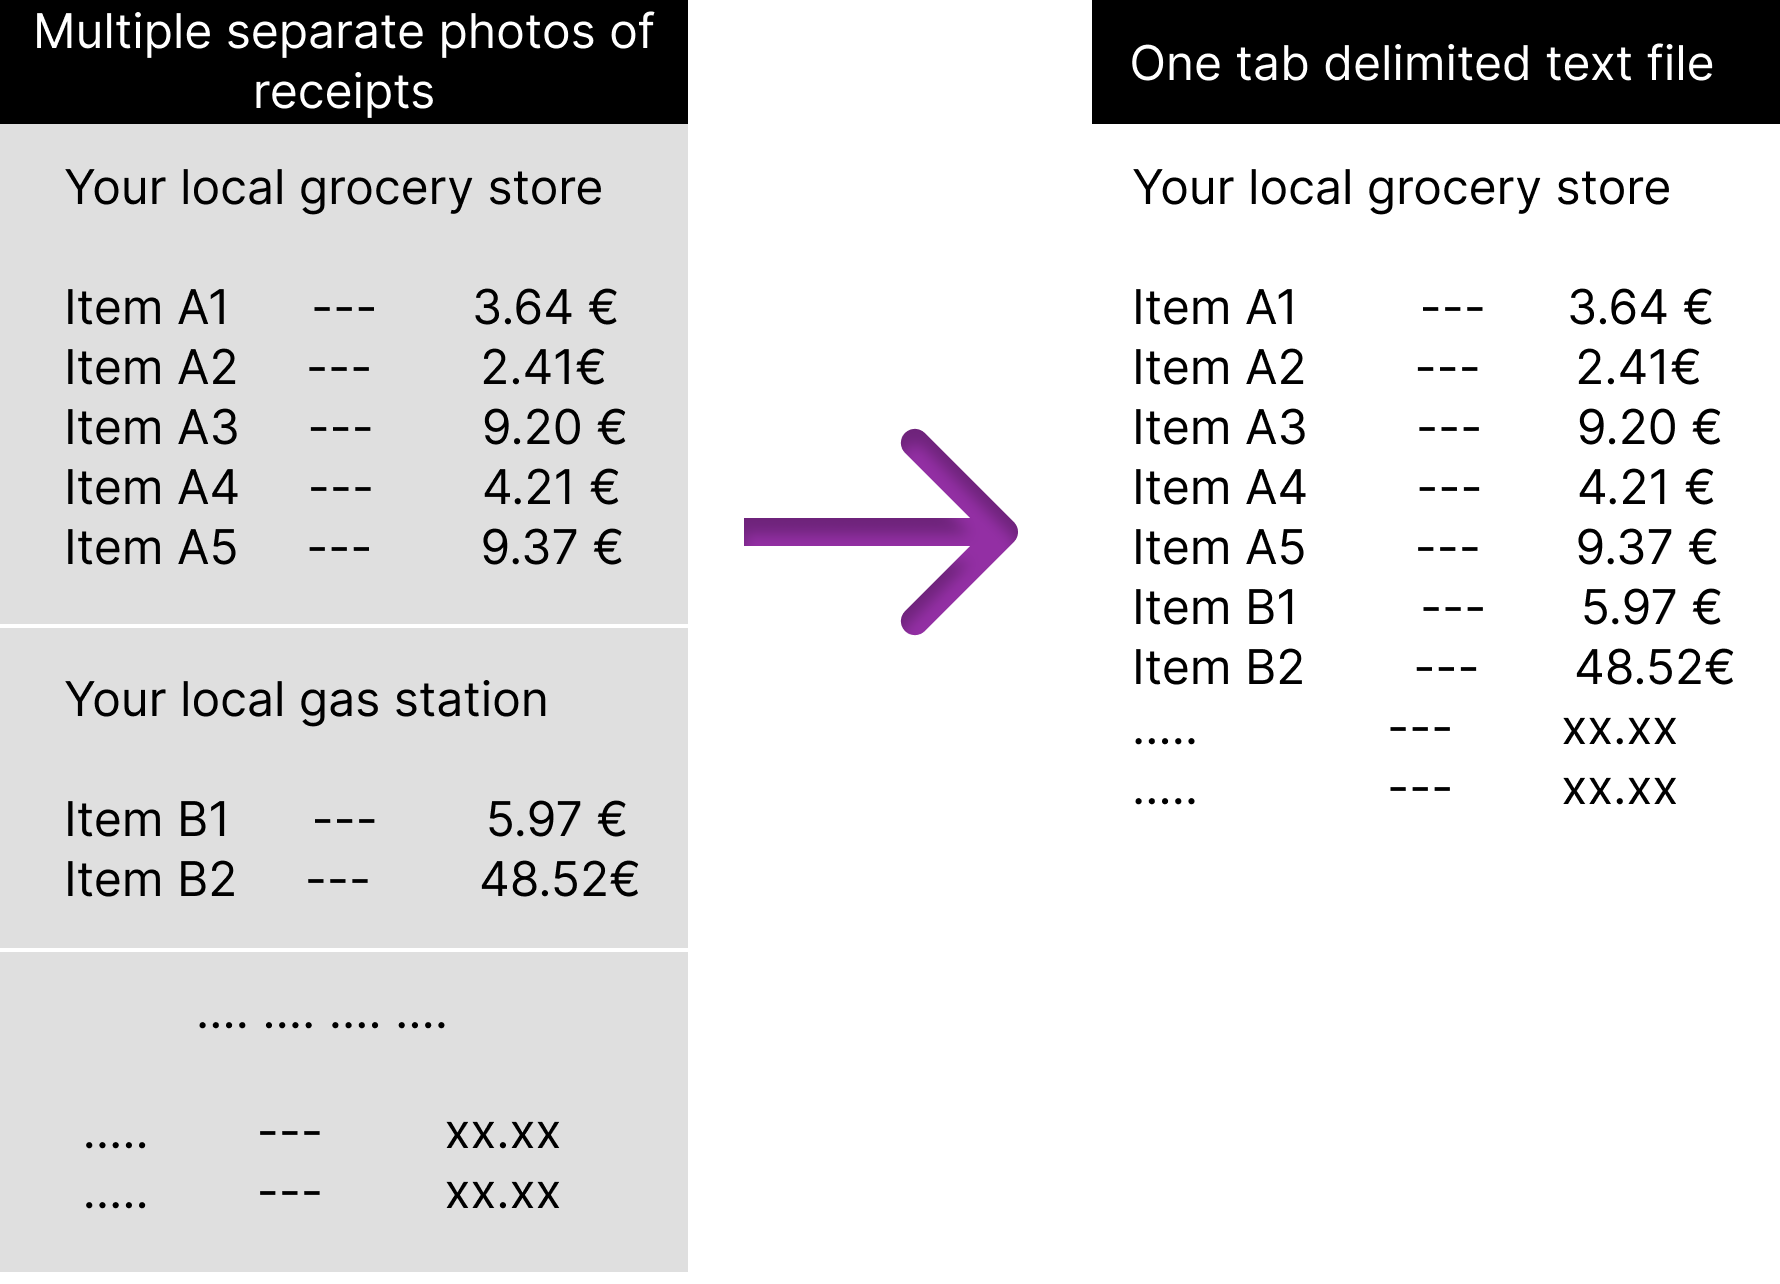 Multiple separate photos of
receipts
Your local grocery store
Item A1 --- 3.64 €
Item A2 --- 2.41€
Item A3 --- 9.20 €
Item A4 --- 4.21 €
Item A5 --- 9.37 €
Your local gas station
Item B1 --- 5.97 €
Item B2 --- 48.52€
.... .... .... ....
..... --- xx.xx
..... --- xx.xx
One tab delimited text file
Your local grocery store
Item A1 --- 3.64 €
Item A2 --- 2.41€
Item A3 --- 9.20 €
Item A4 --- 4.21 €
Item A5 --- 9.37 €
Item B1 --- 5.97 €
Item B2 --- 48.52€
..... --- xx.xx
..... --- xx.xx